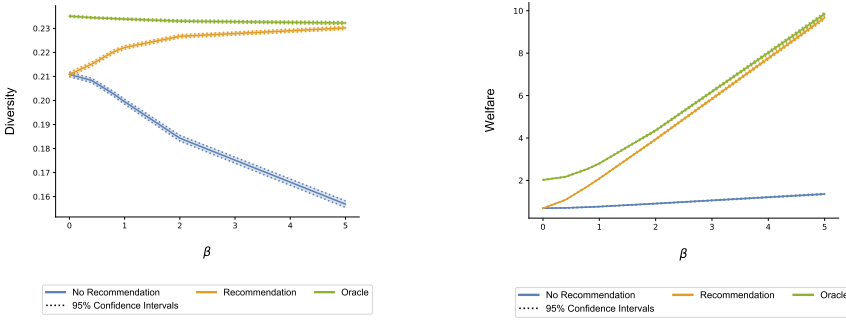 Diversity
0.23
0.22
0.21
0.20
0.19
0.18
0.17
0.16
0 1 2 3 4 5
β
No Recommendation Recommendation Oracle
95% Confidence Intervals
Welfare
10
8
6
4
2
0 1 2 3 4 5
β
No Recommendation Recommendation Oracle
95% Confidence Intervals